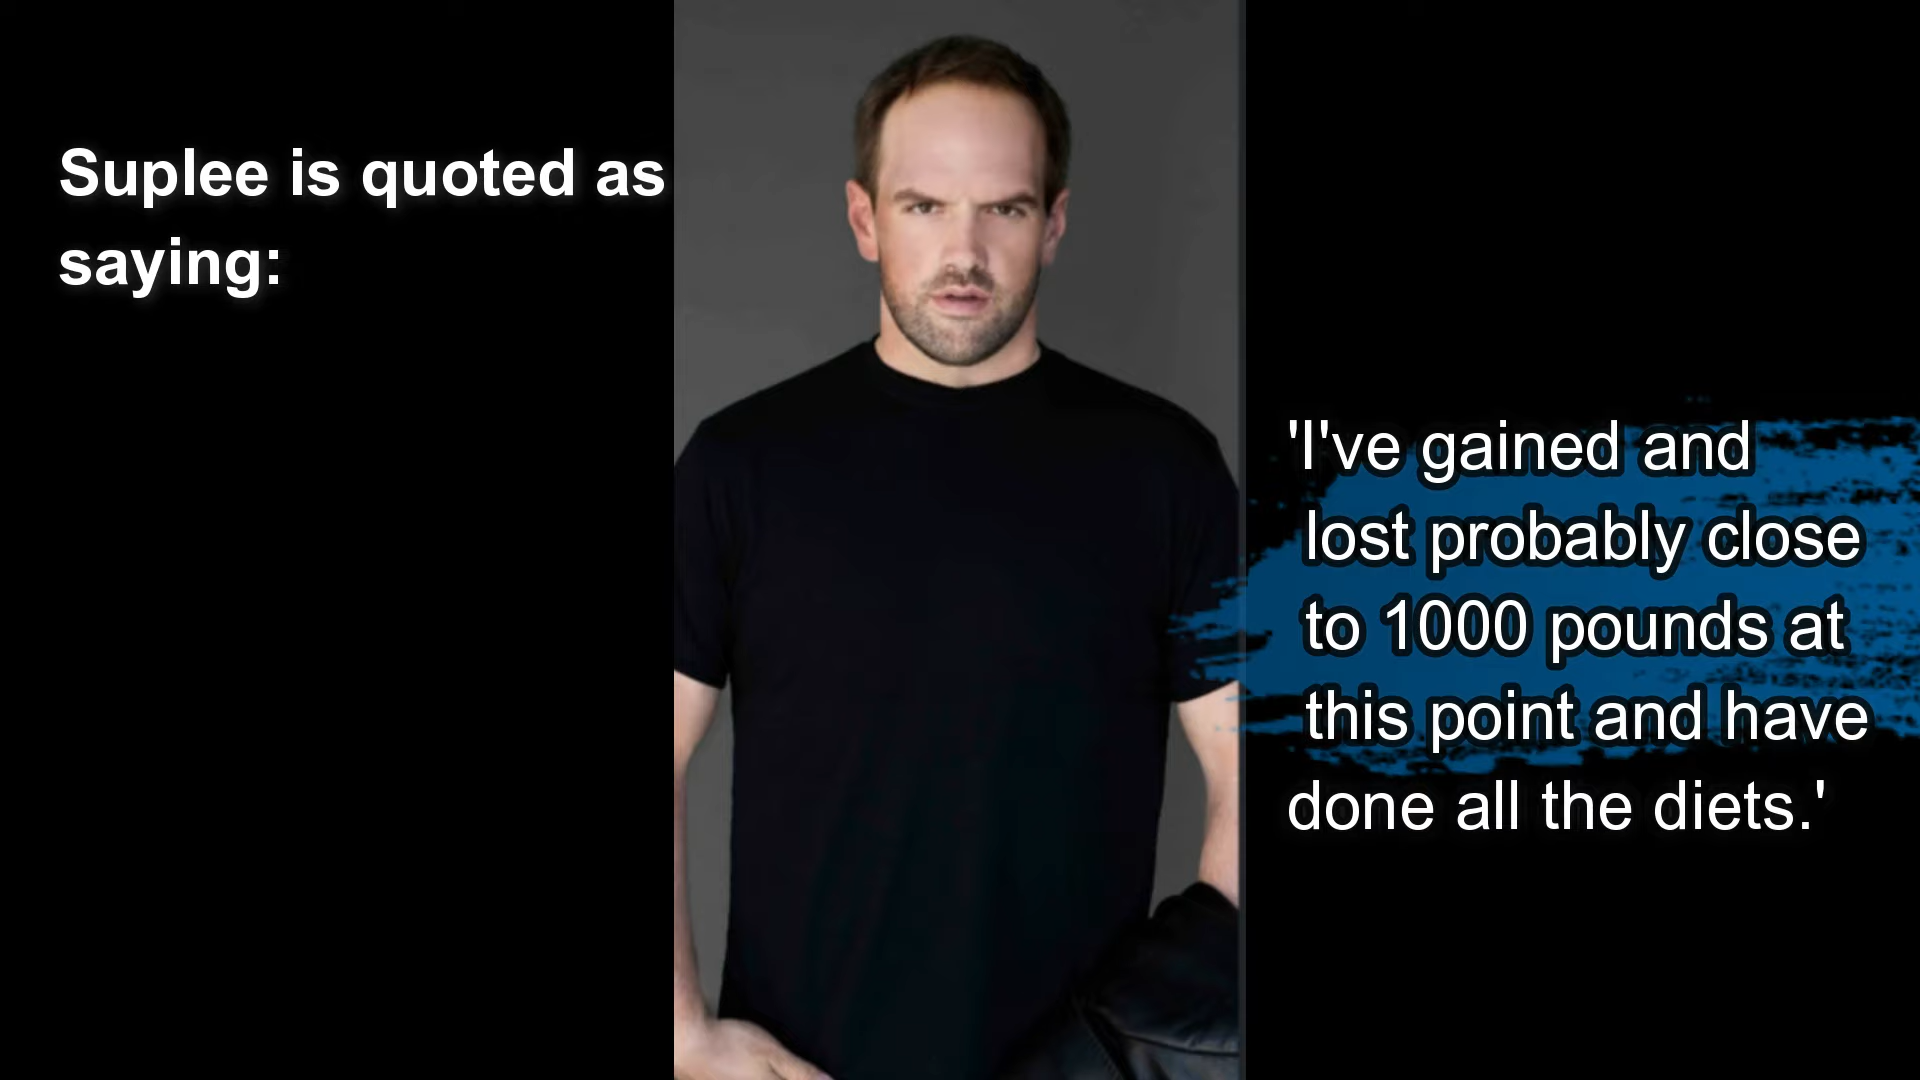 Suplee is quoted as
saying:
'I've gained and
lost probably close
to 1000 pounds at
this point and have
done all the diets.'